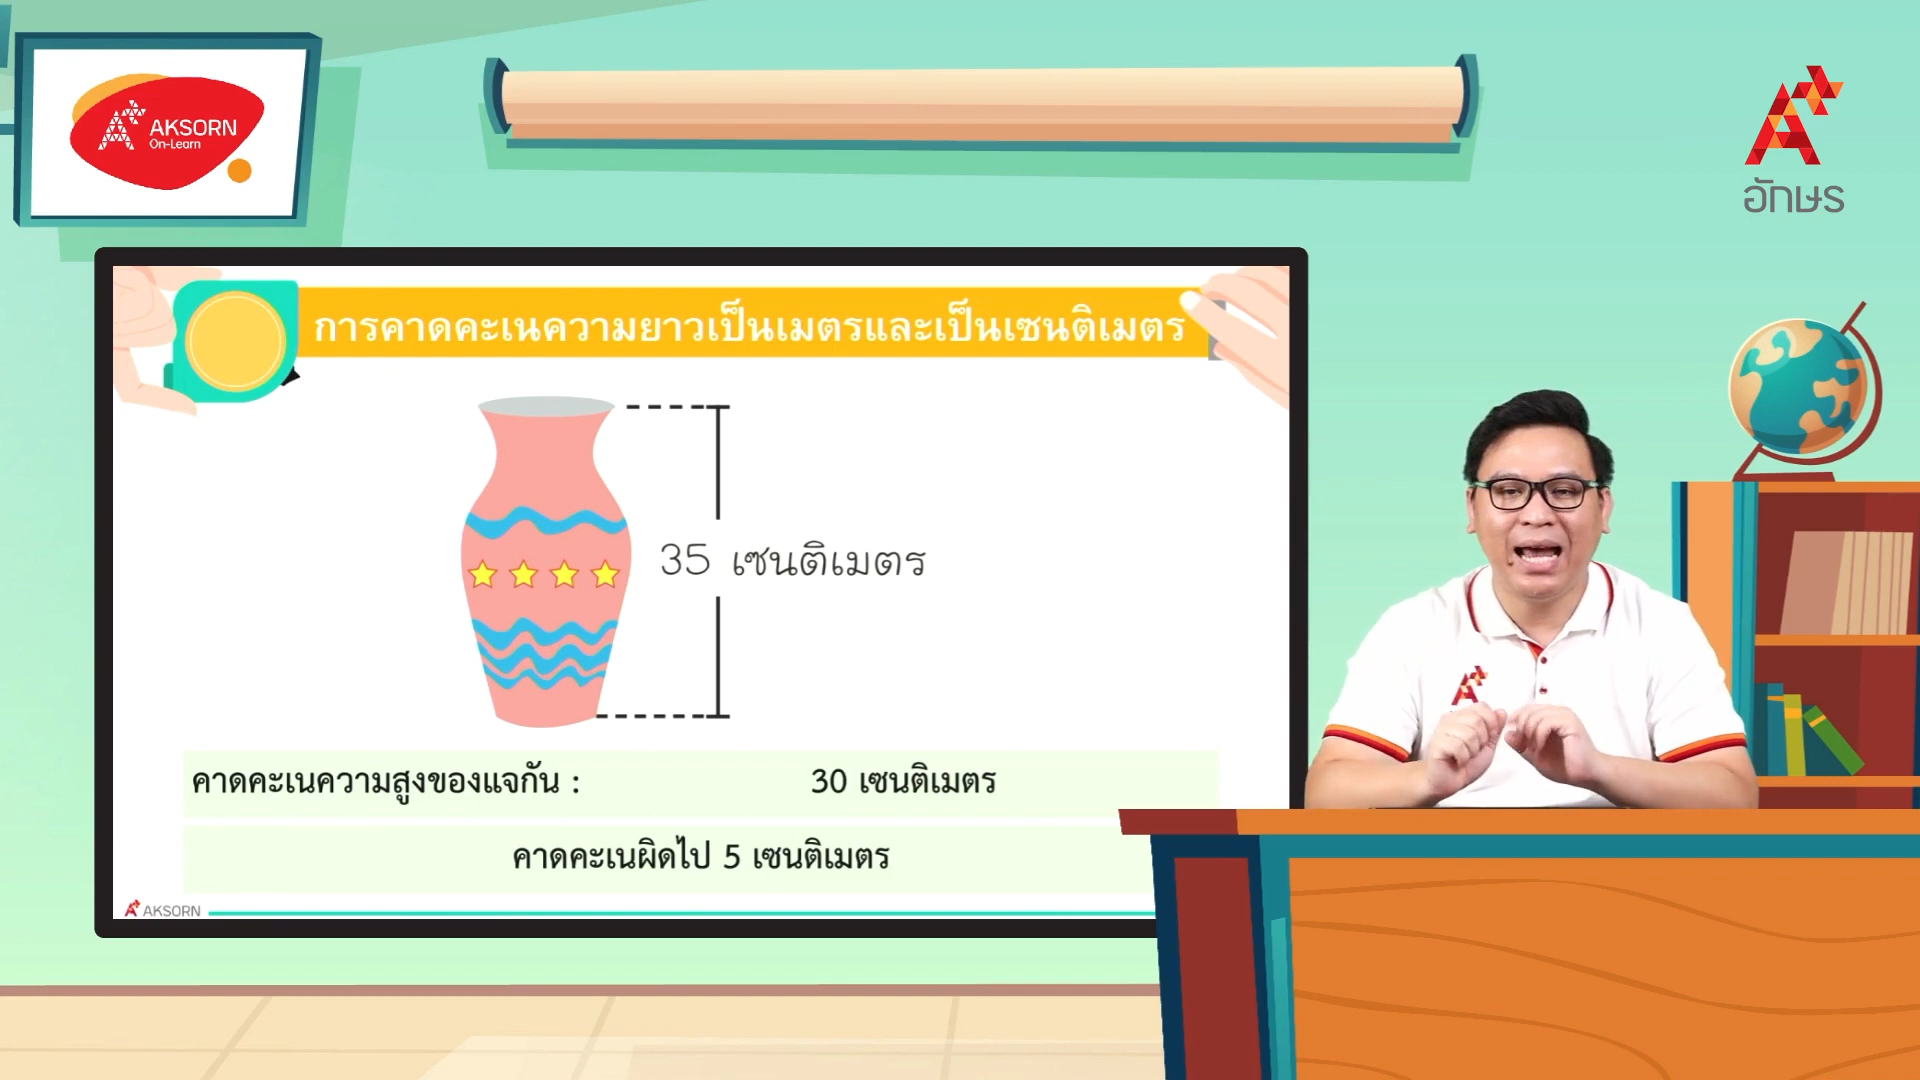 AKSORN
On-Learn
อักษร
การคาดคะเนความยาวเป็นเมตรและเป็นเซนติเมตร
35 เซนติเมตร
คาดคะเนความสูงของแจกัน : 30 เซนติเมตร
คาดคะเนผิดไป 5 เซนติเมตร
AKSORN